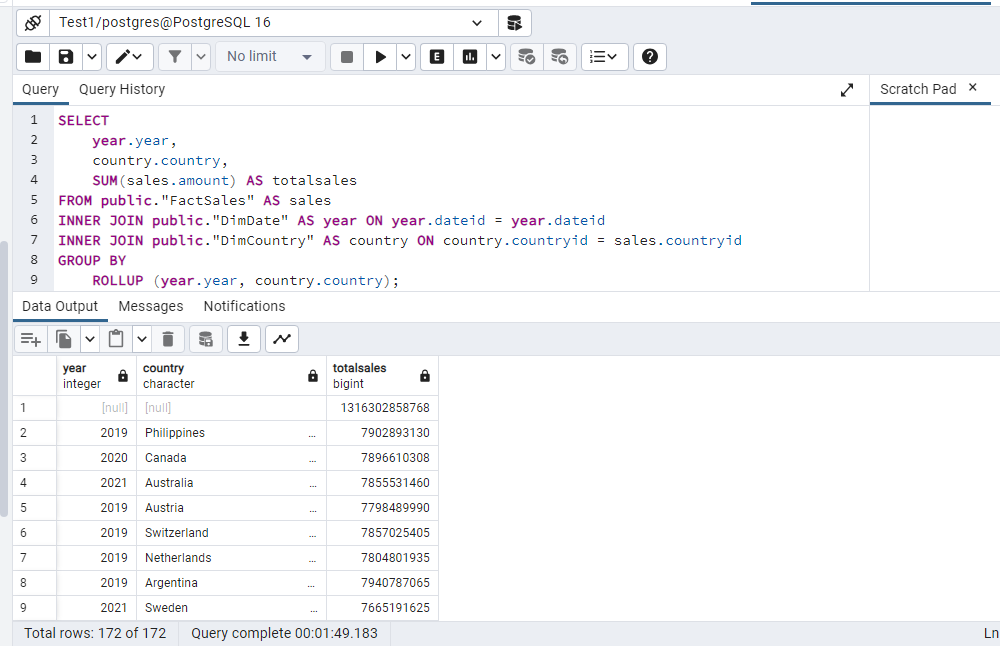 Test1/postgres@PostgreSQL 16
No limit
E
Query Query History Scratch Pad
1 SELECT
2 year.year,
3 country.country,
4 SUM(sales.amount) AS totalsales
5 FROM public."FactSales" AS sales
6 INNER JOIN public."DimDate" AS year ON year.dateid = year.dateid
7 INNER JOIN public."DimCountry" AS country ON country.countryid = sales.countryid
8 GROUP BY
9 ROLLUP (year.year, country.country);
Data Output Messages Notifications
year country totalsales
integer character bigint
1 [null] [null] 1316302858768
2 2019 Philippines ... 7902893130
3 2020 Canada ... 7896610308
4 2021 Australia ... 7855531460
5 2019 Austria ... 7798489990
6 2019 Switzerland ... 7857025405
7 2019 Netherlands ... 7804801935
8 2019 Argentina ... 7940787065
9 2021 Sweden ... 7665191625
Total rows: 172 of 172 Query complete 00:01:49.183 Ln